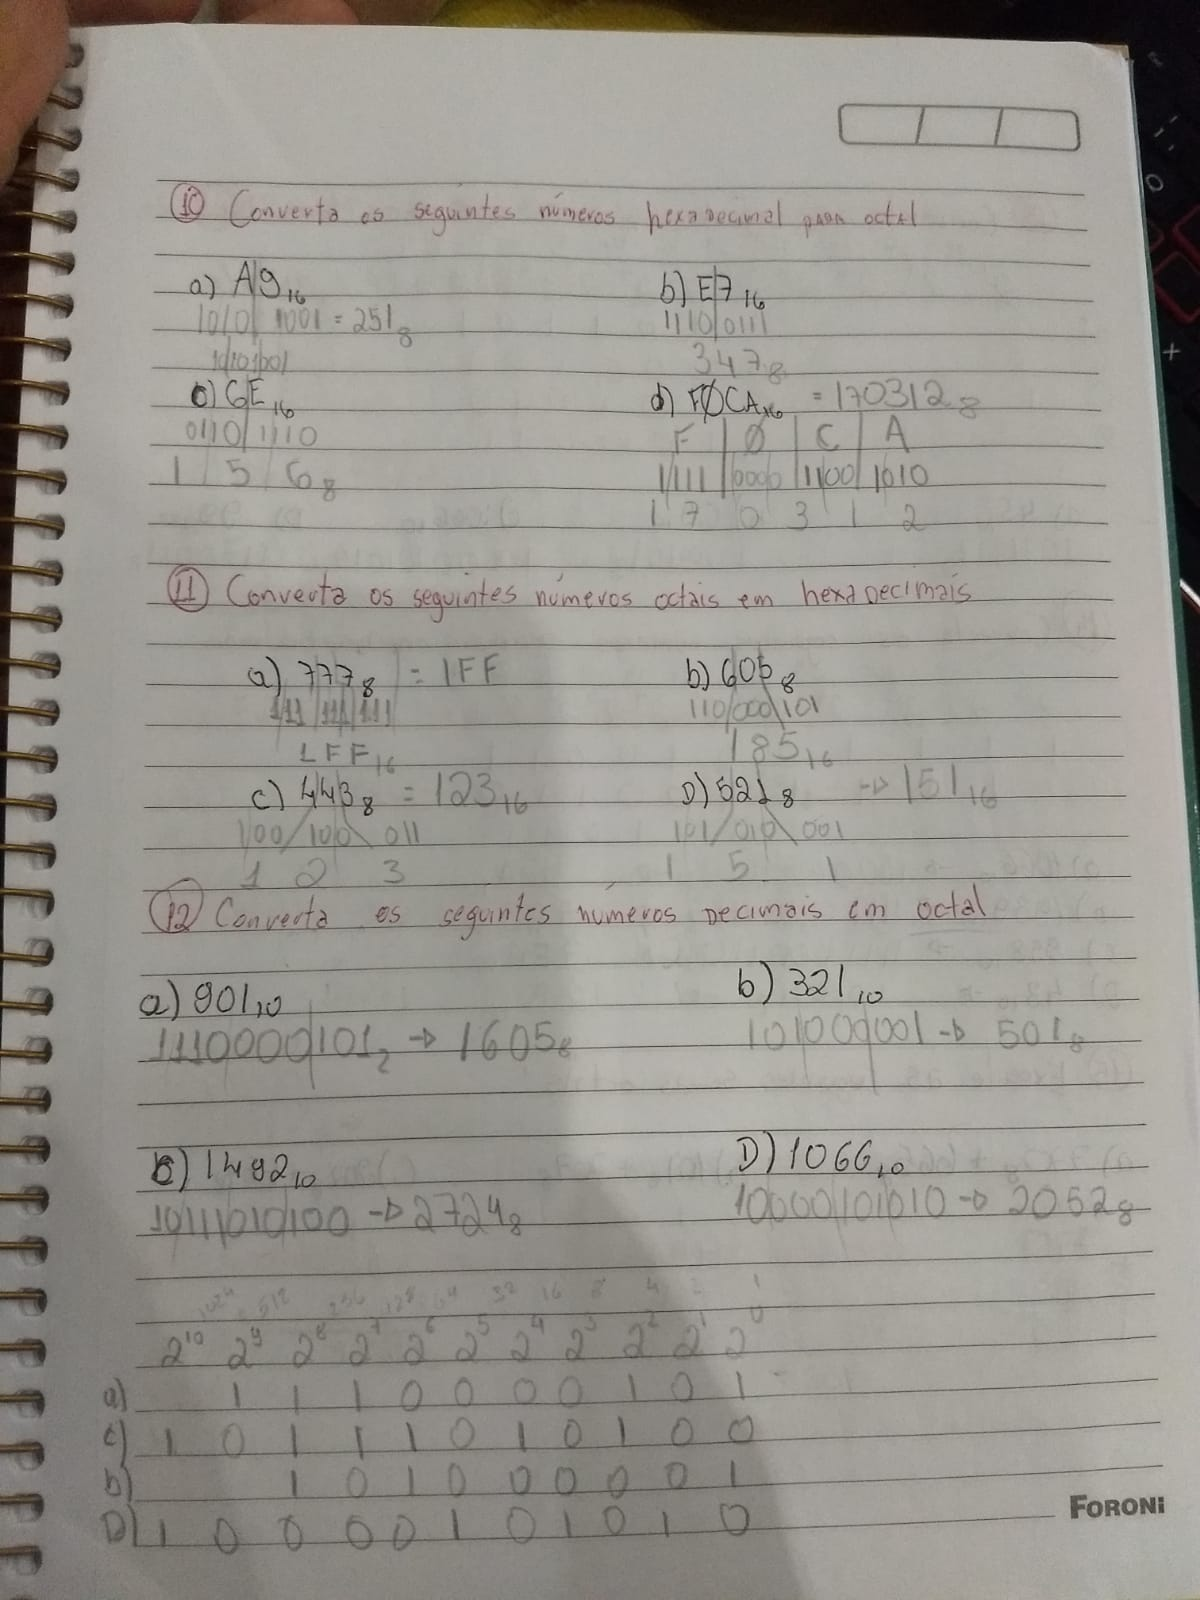 10 Converta os seguintes números hexadecimal para octal
a) A9₁₆ b) E7₁₆
1010 1001 = 251₈ 1110 0111
10101001 347₈
c) 6E₁₆ d) FØCA₁₆ = 170312₈
0110 1110 F | Ø | C | A
1 5 6₈ 1111 | 0000 | 1100 | 1010
1 7 0 3 1 2
11 Converta os seguintes números octais em hexadecimais
a) 777₈ = 1FF b) 605₈
111 111 111 110/000\101
1FF₁₆ 185₁₆
c) 443₈ = 123₁₆ D) 521₈ → 151₁₆
100/100\011 101/010\001
1 2 3 1 5 1
12 Converta os seguintes números Decimais em octal
a) 901₁₀ b) 321₁₀
1110000101₂ → 1605₈ 101000001 → 501₈
c) 1492₁₀ D) 1066₁₀
10111010100 → 2724₈ 10000101010 → 2052₈
1024 512 256 128 64 32 16 8 4 2 1
2¹⁰ 2⁹ 2⁸ 2⁷ 2⁶ 2⁵ 2⁴ 2³ 2² 2¹ 2⁰
a) 1 1 1 0 0 0 0 1 0 1
c) 1 0 1 1 1 0 1 0 1 0 0
b) 1 0 1 0 0 0 0 0 1
D) 1 0 0 0 0 1 0 1 0 1 0
FORONI